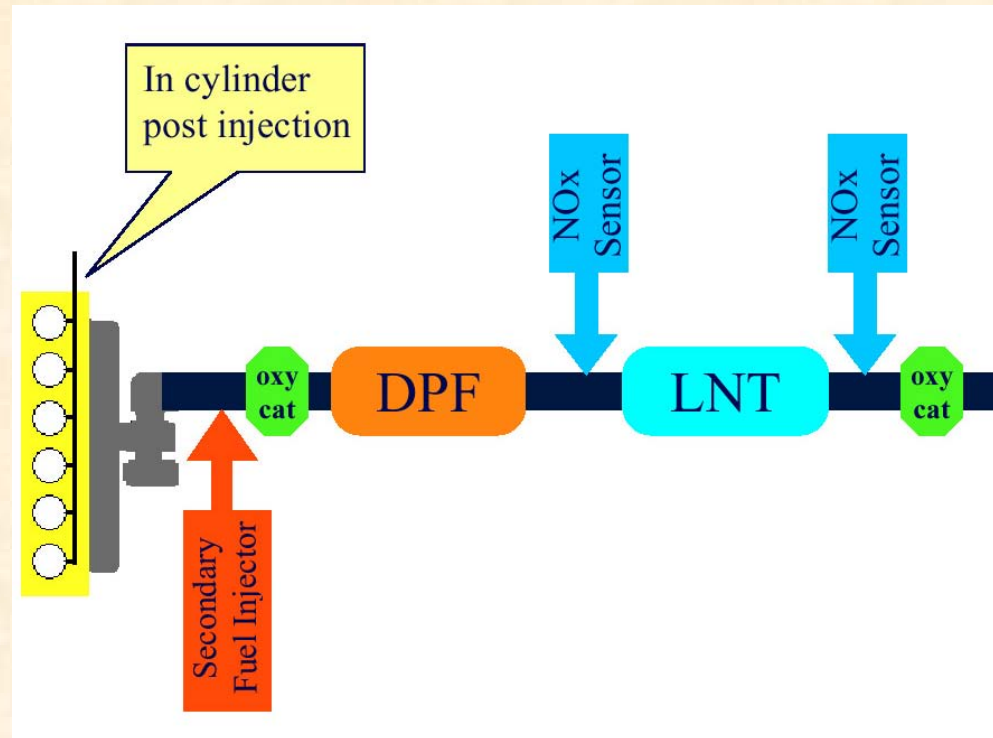 In cylinder
post injection
NOx
Sensor
NOx
Sensor
oxy
cat
DPF
LNT
oxy
cat
Secondary
Fuel Injector